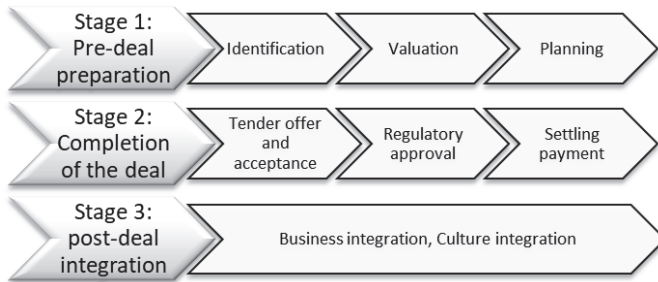 Stage 1:
Pre-deal
preparation
Identification
Valuation
Planning
Stage 2:
Completion
of the deal
Tender offer
and
acceptance
Regulatory
approval
Settling
payment
Stage 3:
post-deal
integration
Business integration, Culture integration